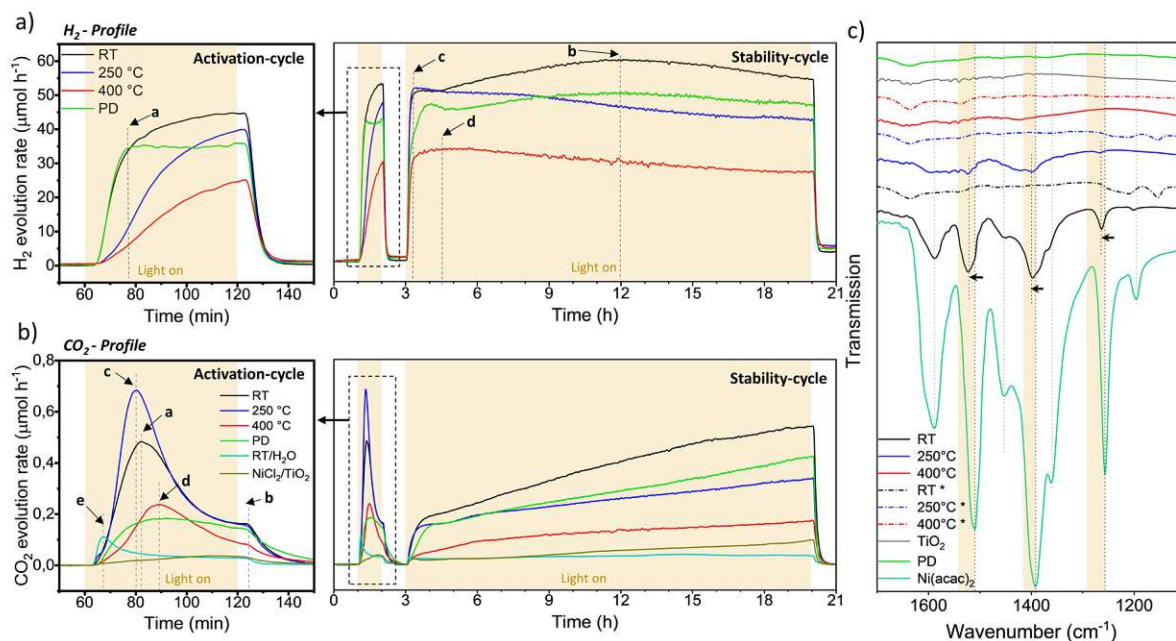 a)
H₂ - Profile
Activation-cycle
RT
250 °C
400 °C
PD
a
H₂ evolution rate (μmol h⁻¹)
0
10
20
30
40
50
60
60 80 100 120 140
Time (min)
Stability-cycle
b
c
d
Light on
0 3 6 9 12 15 18 21
Time (h)
b)
CO₂ - Profile
Activation-cycle
RT
250 °C
400 °C
PD
RT/H₂O
NiCl₂/TiO₂
c
a
e
d
b
Light on
CO₂ evolution rate (μmol h⁻¹)
0,0
0,2
0,4
0,6
0,8
60 80 100 120 140
Time (min)
Stability-cycle
Light on
0 3 6 9 12 15 18 21
Time (h)
c)
Transmission
RT
250°C
400°C
RT *
250°C *
400°C *
TiO₂
PD
Ni(acac)₂
1600 1400 1200
Wavenumber (cm⁻¹)